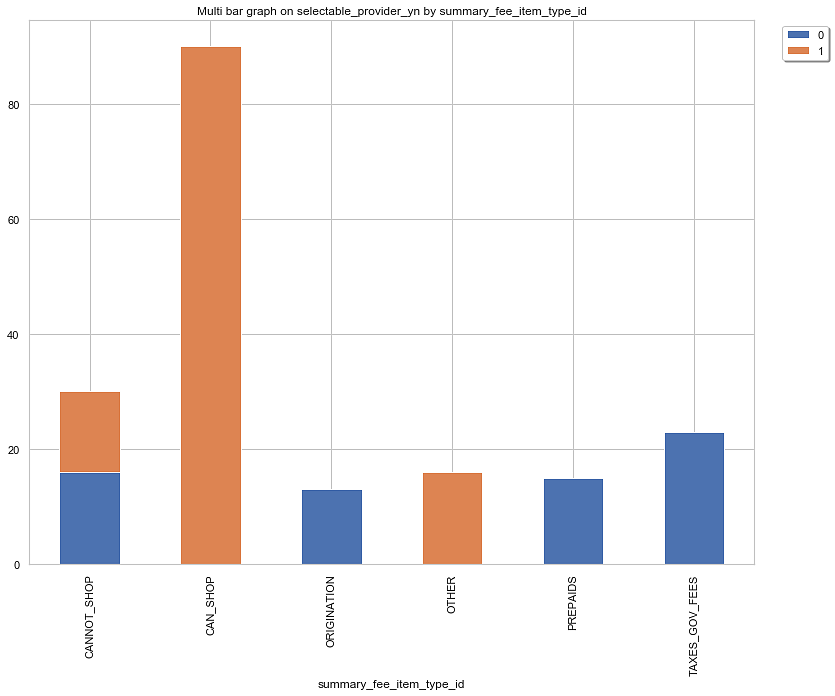 Multi bar graph on selectable_provider_yn by summary_fee_item_type_id
0
1
80
60
40
20
0
CANNOT_SHOP
CAN_SHOP
ORIGINATION
OTHER
PREPAIDS
TAXES_GOV_FEES
summary_fee_item_type_id